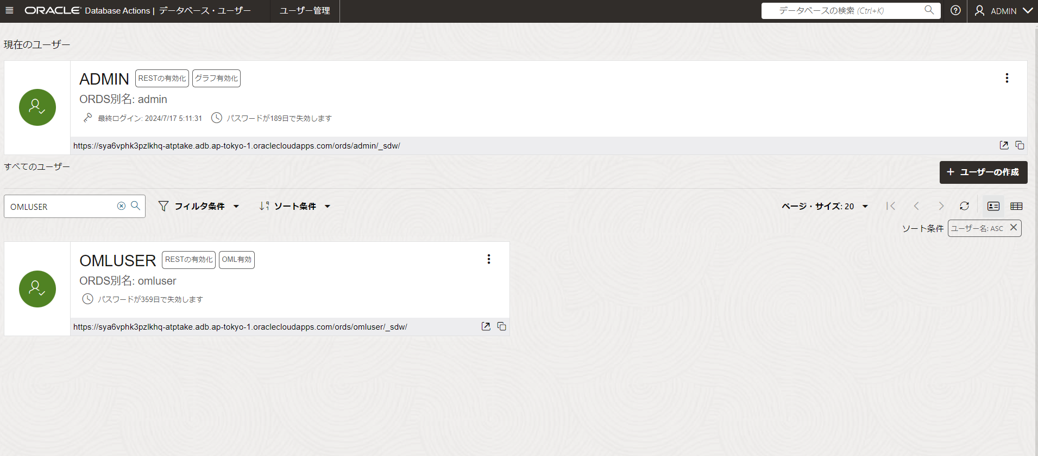 ORACLE Database Actions | データベース・ユーザー ユーザー管理 データベースの検索 (Ctrl+K) ADMIN
現在のユーザー
ADMIN RESTの有効化 グラフ有効化
ORDS別名: admin
最終ログイン: 2024/7/17 5:11:31 パスワードが189日で失効します
https://sya6vphk3pzlkhq-atptake.adb.ap-tokyo-1.oraclecloudapps.com/ords/admin/_sdw/
すべてのユーザー
+ ユーザーの作成
OMLUSER フィルタ条件 ソート条件 ページ・サイズ: 20
ソート条件 ユーザー名: ASC
OMLUSER RESTの有効化 OML有効
ORDS別名: omluser
パスワードが359日で失効します
https://sya6vphk3pzlkhq-atptake.adb.ap-tokyo-1.oraclecloudapps.com/ords/omluser/_sdw/